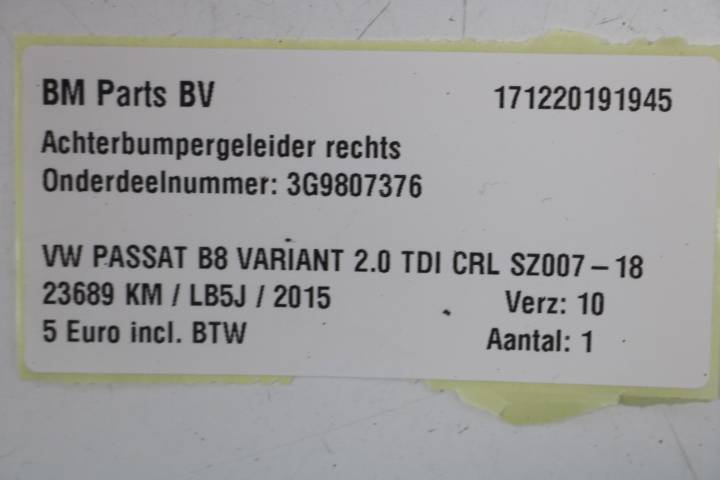 BM Parts BV 171220191945
Achterbumpergeleider rechts
Onderdeelnummer: 3G9807376
VW PASSAT B8 VARIANT 2.0 TDI CRL SZ007-18
23689 KM / LB5J / 2015 Verz: 10
5 Euro incl. BTW Aantal: 1